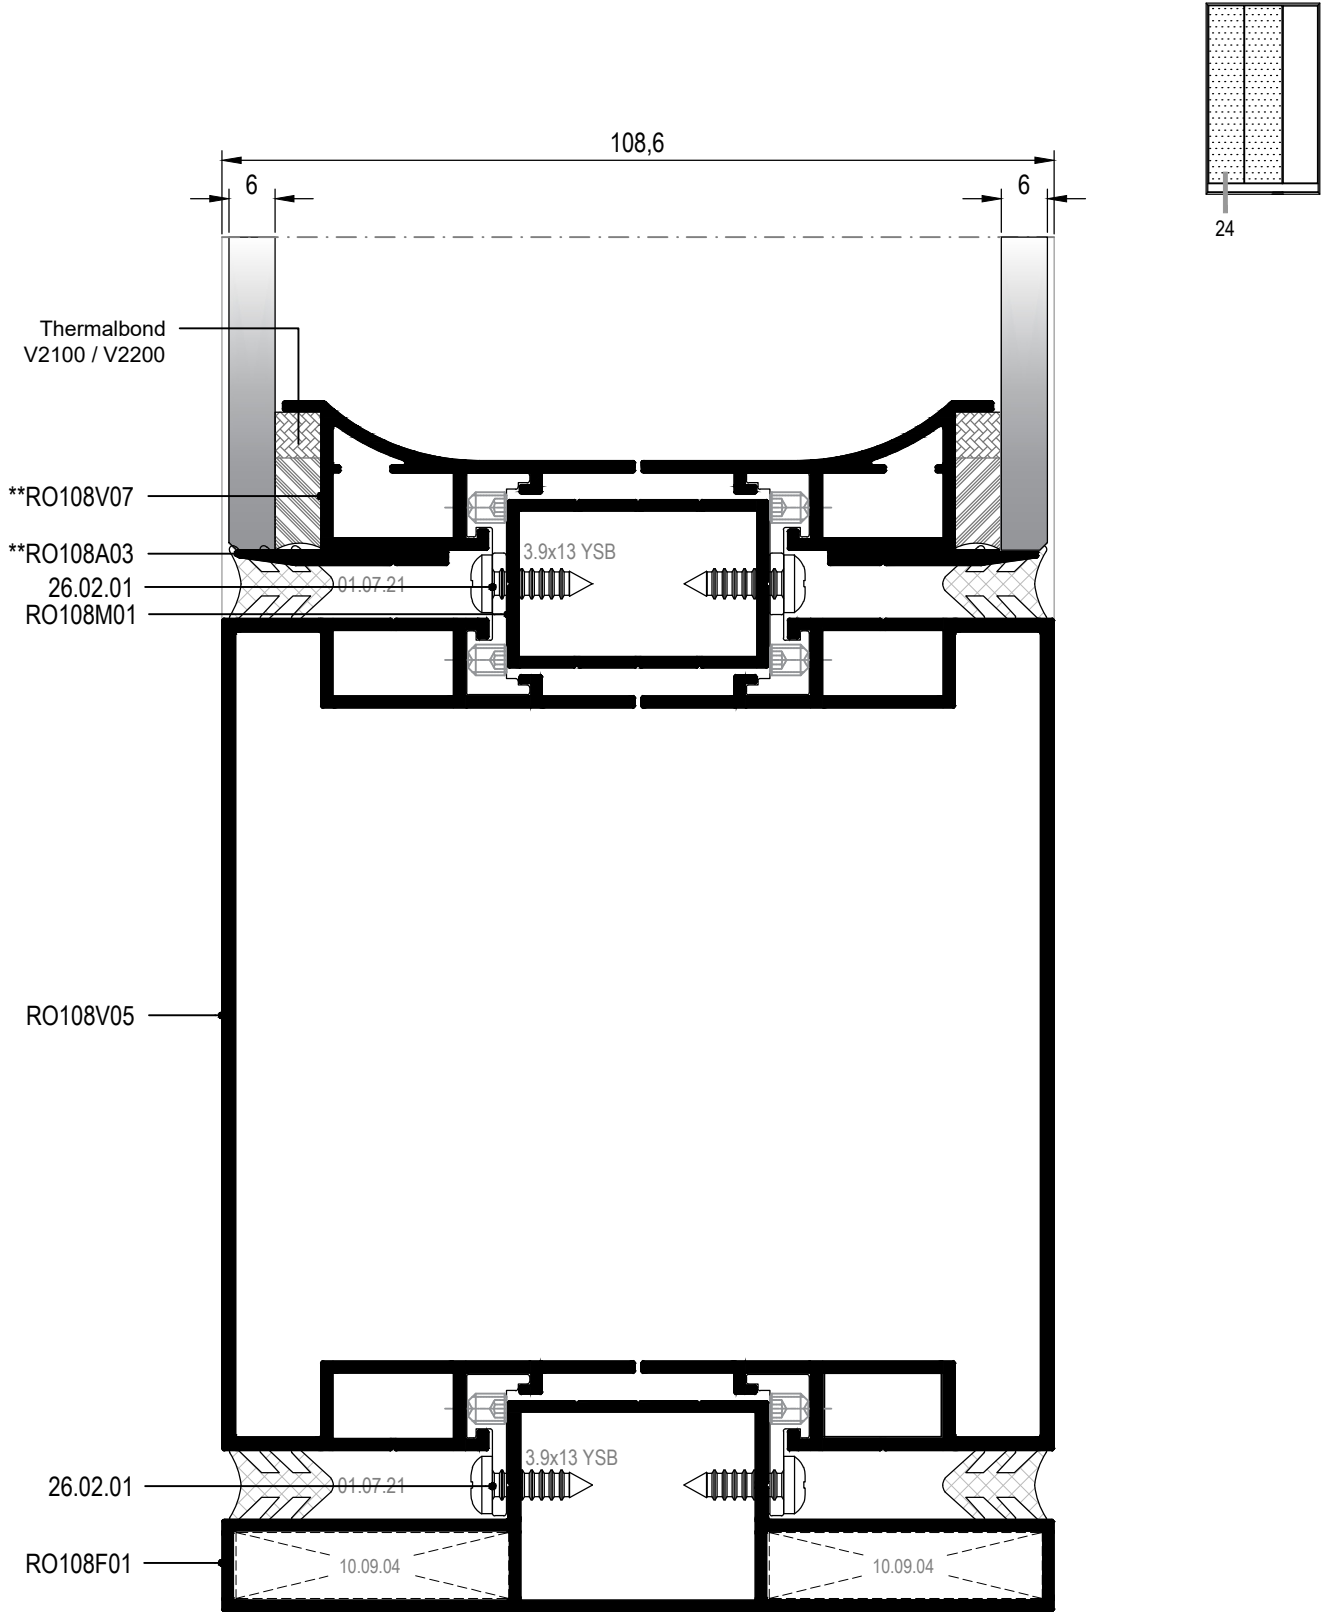 108,6
6
6
24
Thermalbond
V2100 / V2200
**RO108V07
**RO108A03
3.9x13 YSB
26.02.01
01.07.21
RO108M01
RO108V05
3.9x13 YSB
26.02.01
01.07.21
RO108F01
10.09.04
10.09.04